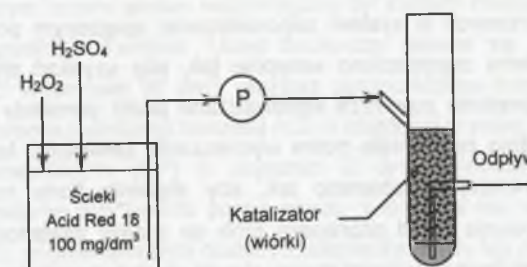 H₂SO₄
H₂O₂
P
Ścieki
Acid Red 18
100 mg/dm³
Katalizator
(wiórki)
Odpływ